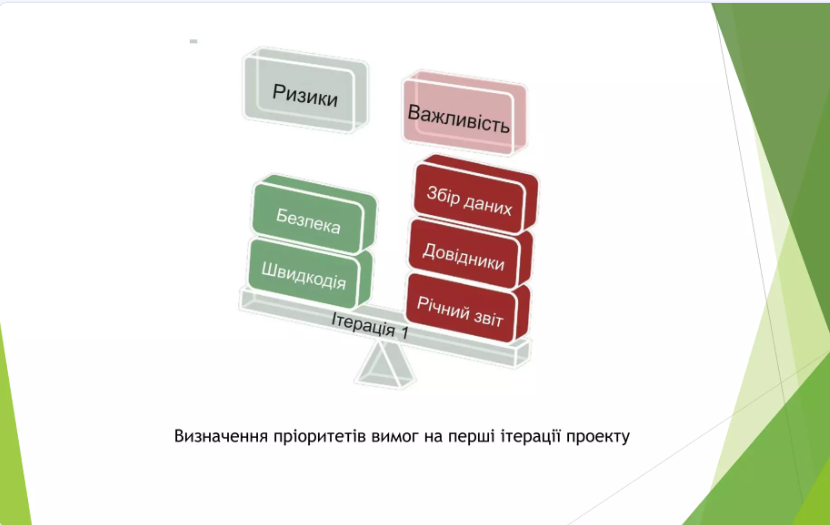 Ризики
Важливість
Безпека
Швидкодія
Збір даних
Довідники
Річний звіт
Ітерація 1
Визначення пріоритетів вимог на перші ітерації проекту